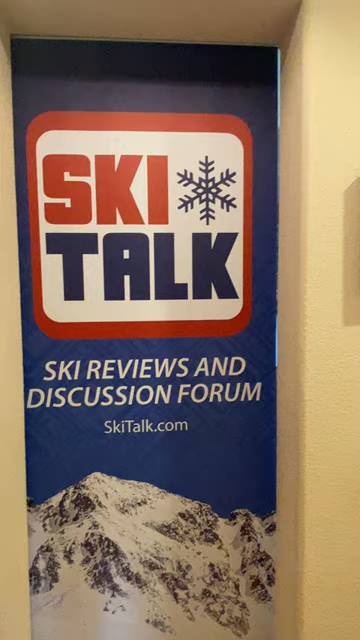 SKI
TALK
SKI REVIEWS AND
DISCUSSION FORUM
SkiTalk.com